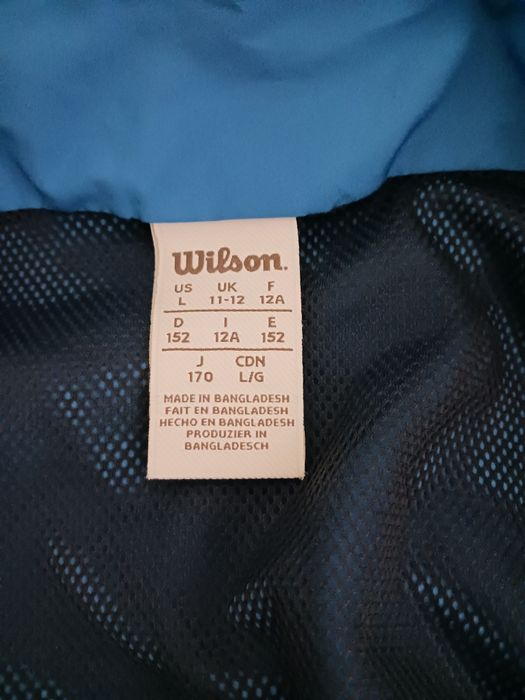 Wilson.
US UK F
L 11-12 12A
D I E
152 12A 152
J CDN
170 L/G
MADE IN BANGLADESH
FAIT EN BANGLADESH
HECHO EN BANGLADESH
PRODUZIER IN
BANGLADESCH